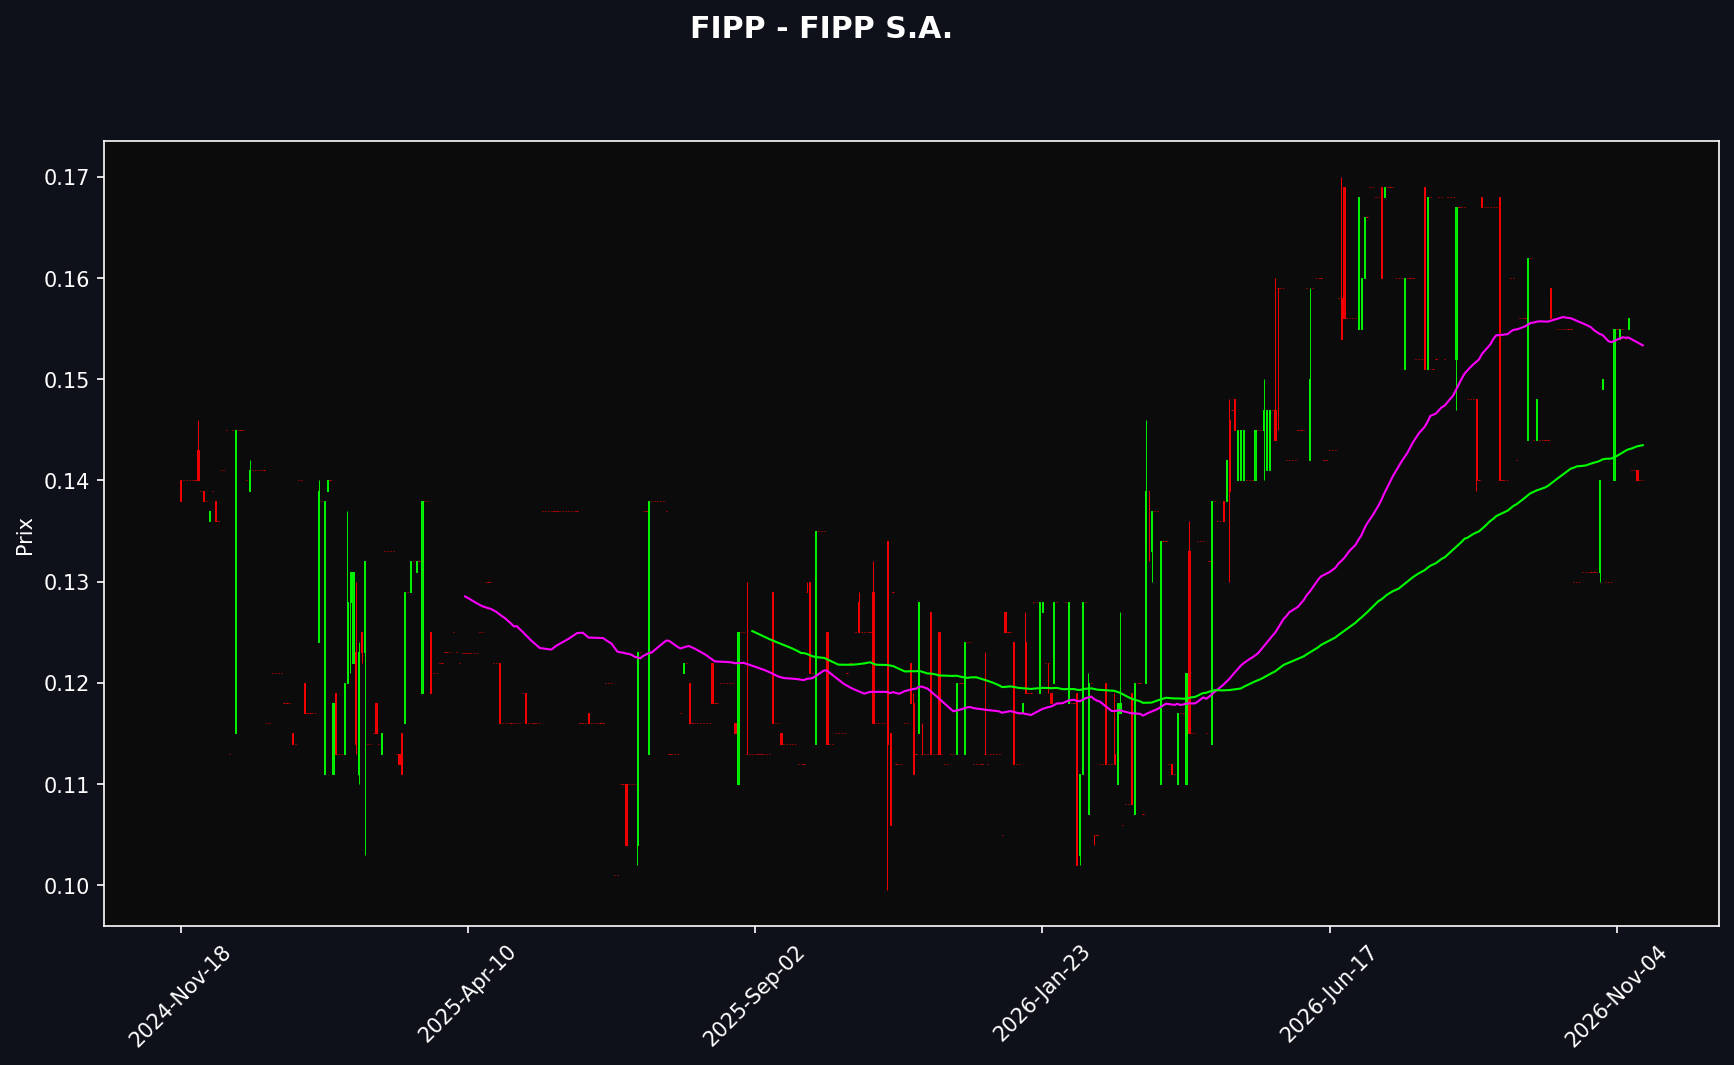 FIPP - FIPP S.A.
Prix
0.17
0.16
0.15
0.14
0.13
0.12
0.11
0.10
2024-Nov-18
2025-Apr-10
2025-Sep-02
2026-Jan-23
2026-Jun-17
2026-Nov-04